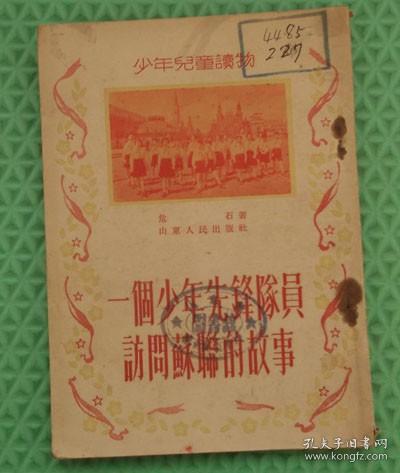 4485
227
少年兒童讀物
危石著
山東人民出版社
一個少年先鋒隊員
訪問蘇聯的故事
孔夫子旧书网
www.kongfz.com